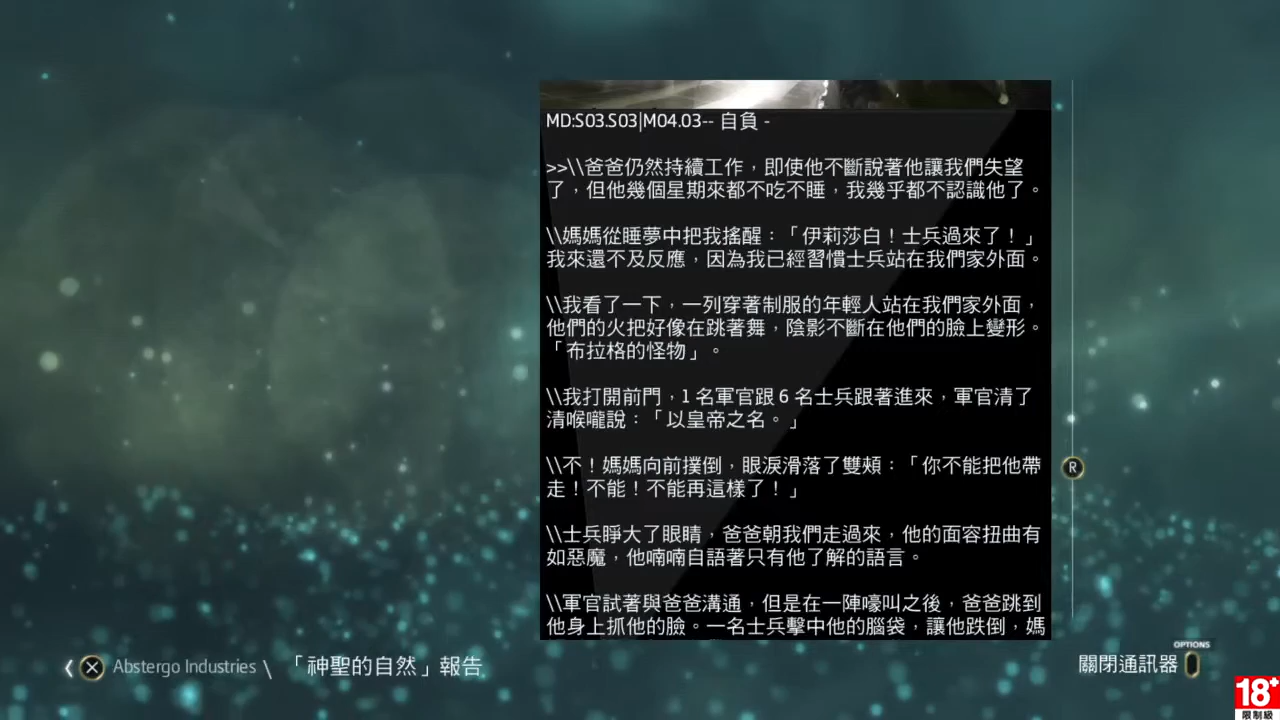 MD:S03.S03|M04.03-- 自負 -
>>\\爸爸仍然持續工作，即使他不斷說著他讓我們失望
了，但他幾個星期來都不吃不睡，我幾乎都不認識他了。
\\媽媽從睡夢中把我搖醒：「伊莉莎白！士兵過來了！」
我來還不及反應，因為我已經習慣士兵站在我們家外面。
\\我看了一下，一列穿著制服的年輕人站在我們家外面，
他們的火把好像在跳著舞，陰影不斷在他們的臉上變形。
「布拉格的怪物」。
\\我打開前門，1 名軍官跟 6 名士兵跟著進來，軍官清了
清喉嚨說：「以皇帝之名。」
\\不！媽媽向前撲倒，眼淚滑落了雙頰：「你不能把他帶
走！不能！不能再這樣了！」
\\士兵睜大了眼睛，爸爸朝我們走過來，他的面容扭曲有
如惡魔，他喃喃自語著只有他了解的語言。
\\軍官試著與爸爸溝通，但是在一陣嚎叫之後，爸爸跳到
他身上抓他的臉。一名士兵擊中他的腦袋，讓他跌倒，媽
R
Abstergo Industries \ 「神聖的自然」報告
OPTIONS
關閉通訊器
18+
限制級